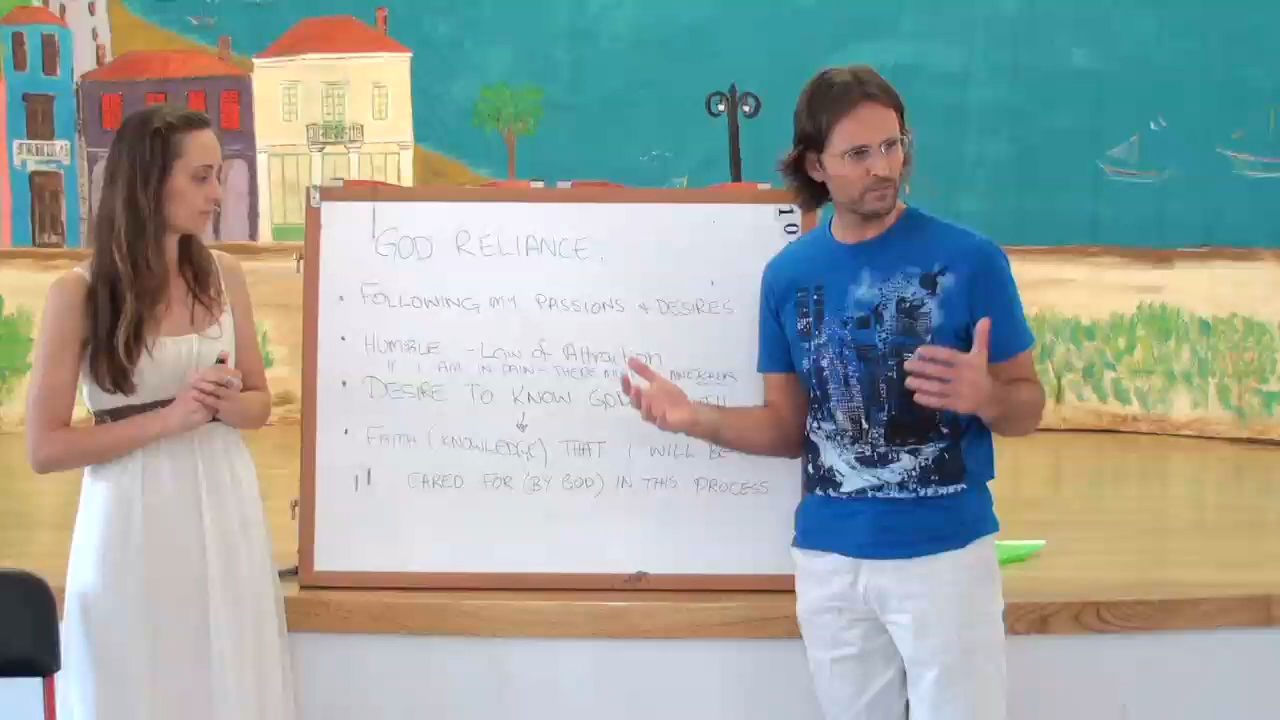 GOD RELIANCE.
• FOLLOWING MY PASSIONS & DESIRES
• HUMBLE - LAW OF Attraction
IF I AM IN PAIN - THERE
• DESIRE TO KNOW GOD
• FAITH (KNOWLEDGE) THAT I WILL BE
CARED FOR (BY GOD) IN THIS PROCESS
10